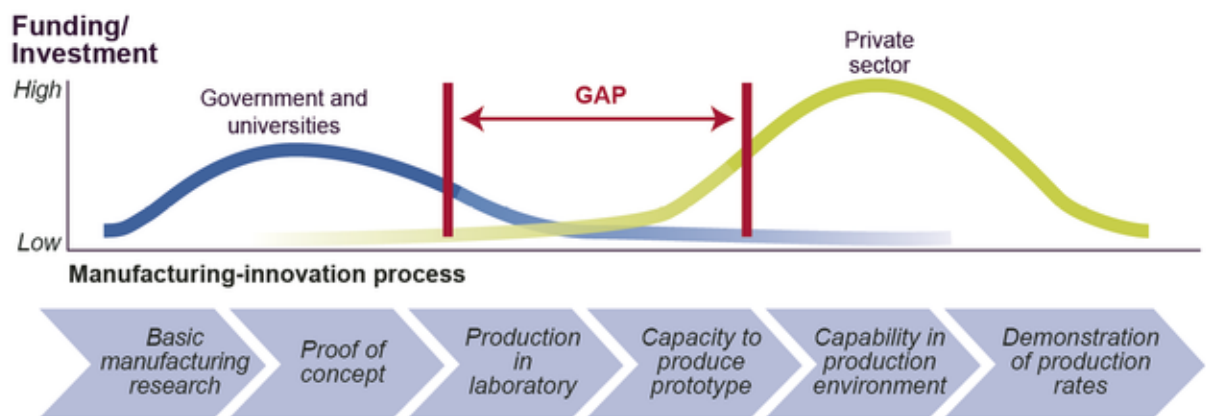 Funding/
Investment
High
Government and
universities
GAP
Private
sector
Low
Manufacturing-innovation process
Basic
manufacturing
research
Proof of
concept
Production
in
laboratory
Capacity to
produce
prototype
Capability in
production
environment
Demonstration
of production
rates